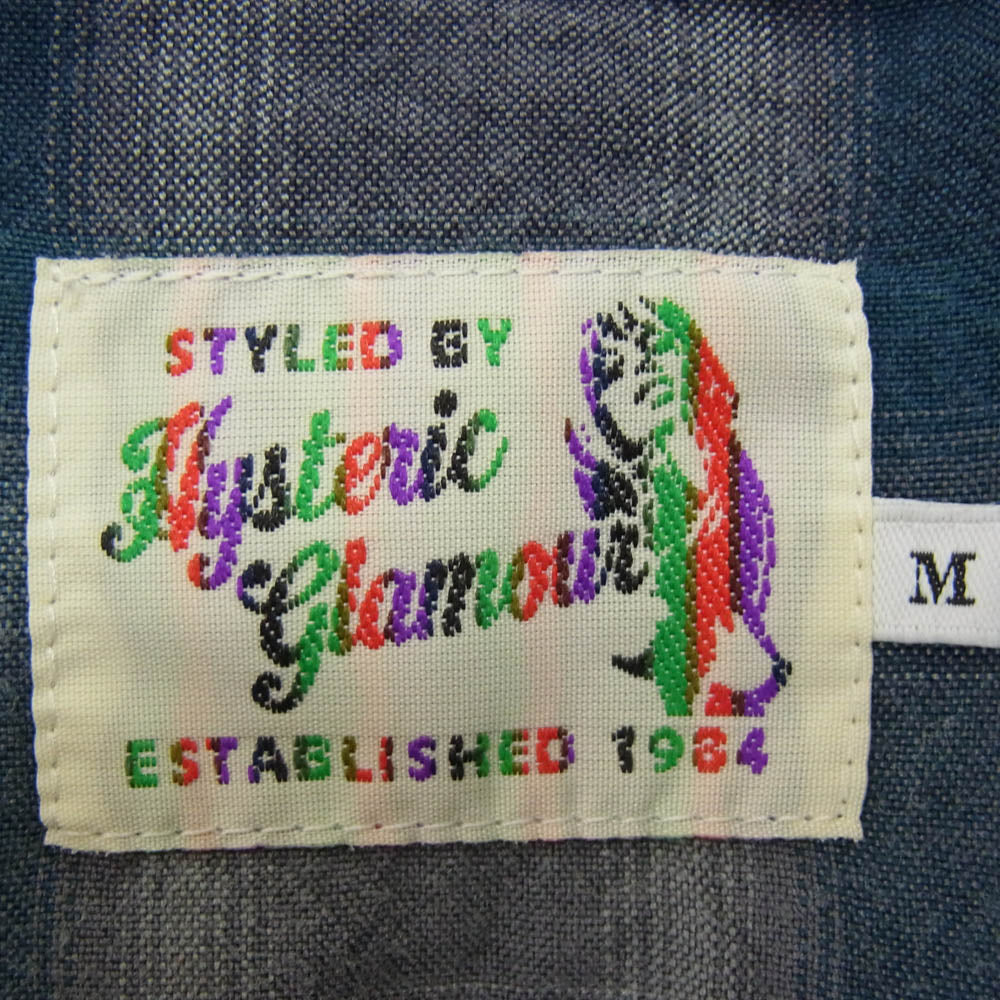 STYLED BY
Hysteric
Glamour
ESTABLISHED 1984
M